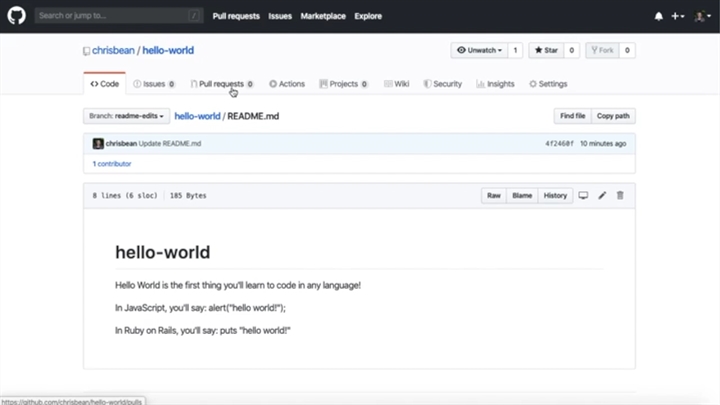 Search or jump to... / Pull requests Issues Marketplace Explore
chrisbean / hello-world Unwatch 1 Star 0 Fork 0
Code Issues 0 Pull requests 0 Actions Projects 0 Wiki Security Insights Settings
Branch: readme-edits hello-world / README.md Find file Copy path
chrisbean Update README.md 4f2460f 10 minutes ago
1 contributor
8 lines (6 sloc) 185 Bytes Raw Blame History
hello-world
Hello World is the first thing you'll learn to code in any language!
In JavaScript, you'll say: alert("hello world!");
In Ruby on Rails, you'll say: puts "hello world!"
https://github.com/chrisbean/hello-world/pulls